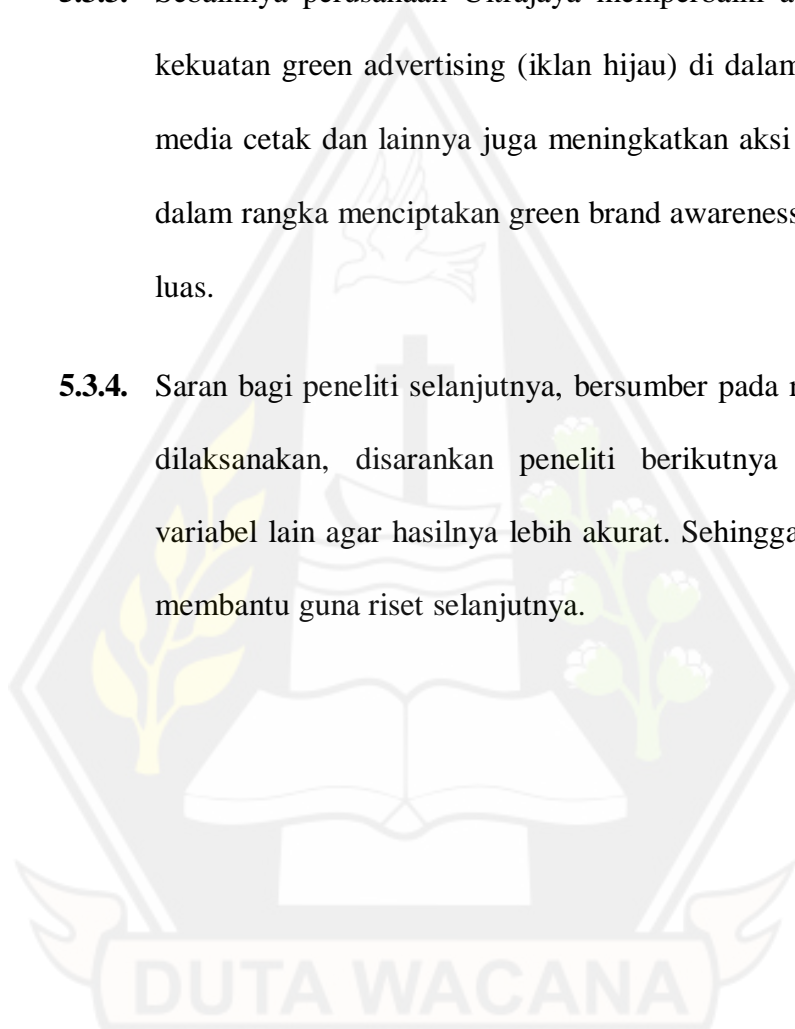 kekuatan green advertising (iklan hijau) di dalam
media cetak dan lainnya juga meningkatkan aksi
dalam rangka menciptakan green brand awareness
luas.
5.3.4. Saran bagi peneliti selanjutnya, bersumber pada
dilaksanakan, disarankan peneliti berikutnya
variabel lain agar hasilnya lebih akurat. Sehingga
membantu guna riset selanjutnya.
DUTA WACANA